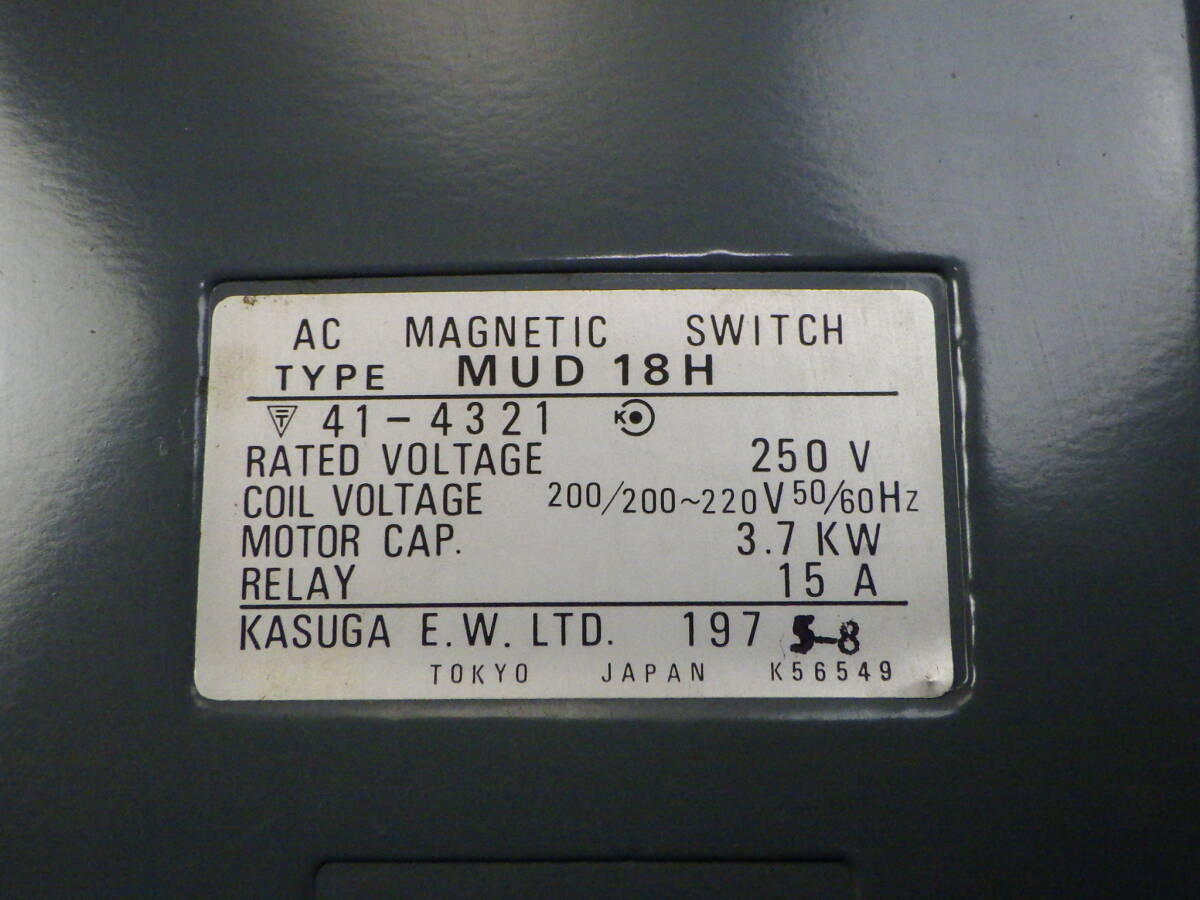 AC MAGNETIC SWITCH
TYPE MUD 18H
41-4321
RATED VOLTAGE 250 V
COIL VOLTAGE 200/200~220V 50/60Hz
MOTOR CAP. 3.7 KW
RELAY 15 A
KASUGA E.W. LTD. 197 5-8
TOKYO JAPAN K56549